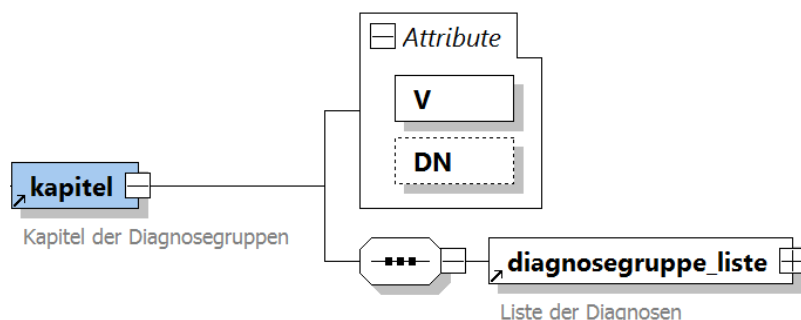 Attribute
V
DN
kapitel
Kapitel der Diagnosegruppen
diagnosegruppe_liste
Liste der Diagnosen